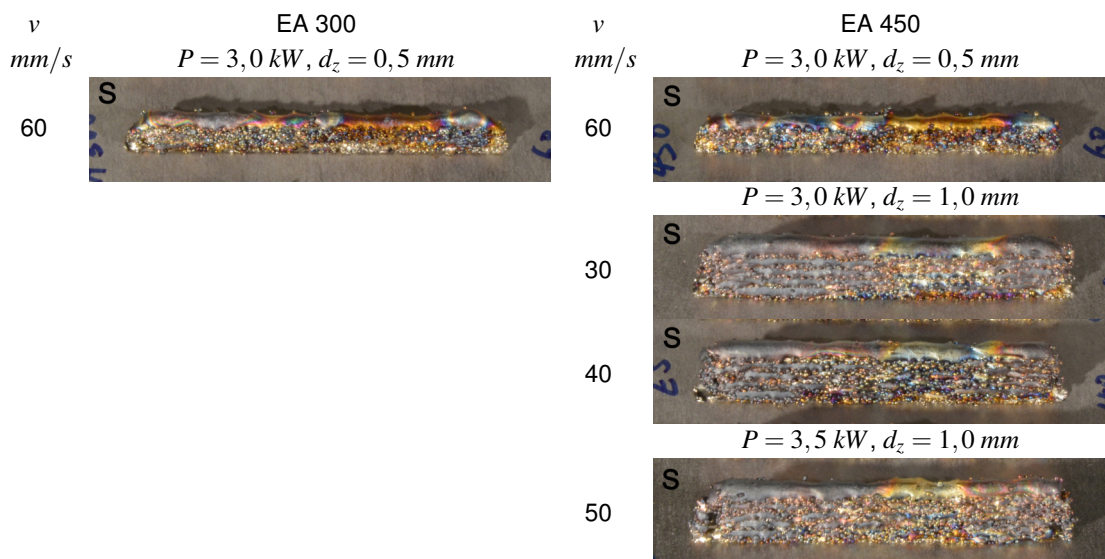 v EA 300 v EA 450
mm/s P = 3,0 kW, d_z = 0,5 mm mm/s P = 3,0 kW, d_z = 0,5 mm
S S
60 60
450
P = 3,0 kW, d_z = 1,0 mm
S
30
S
40
P = 3,5 kW, d_z = 1,0 mm
S
50